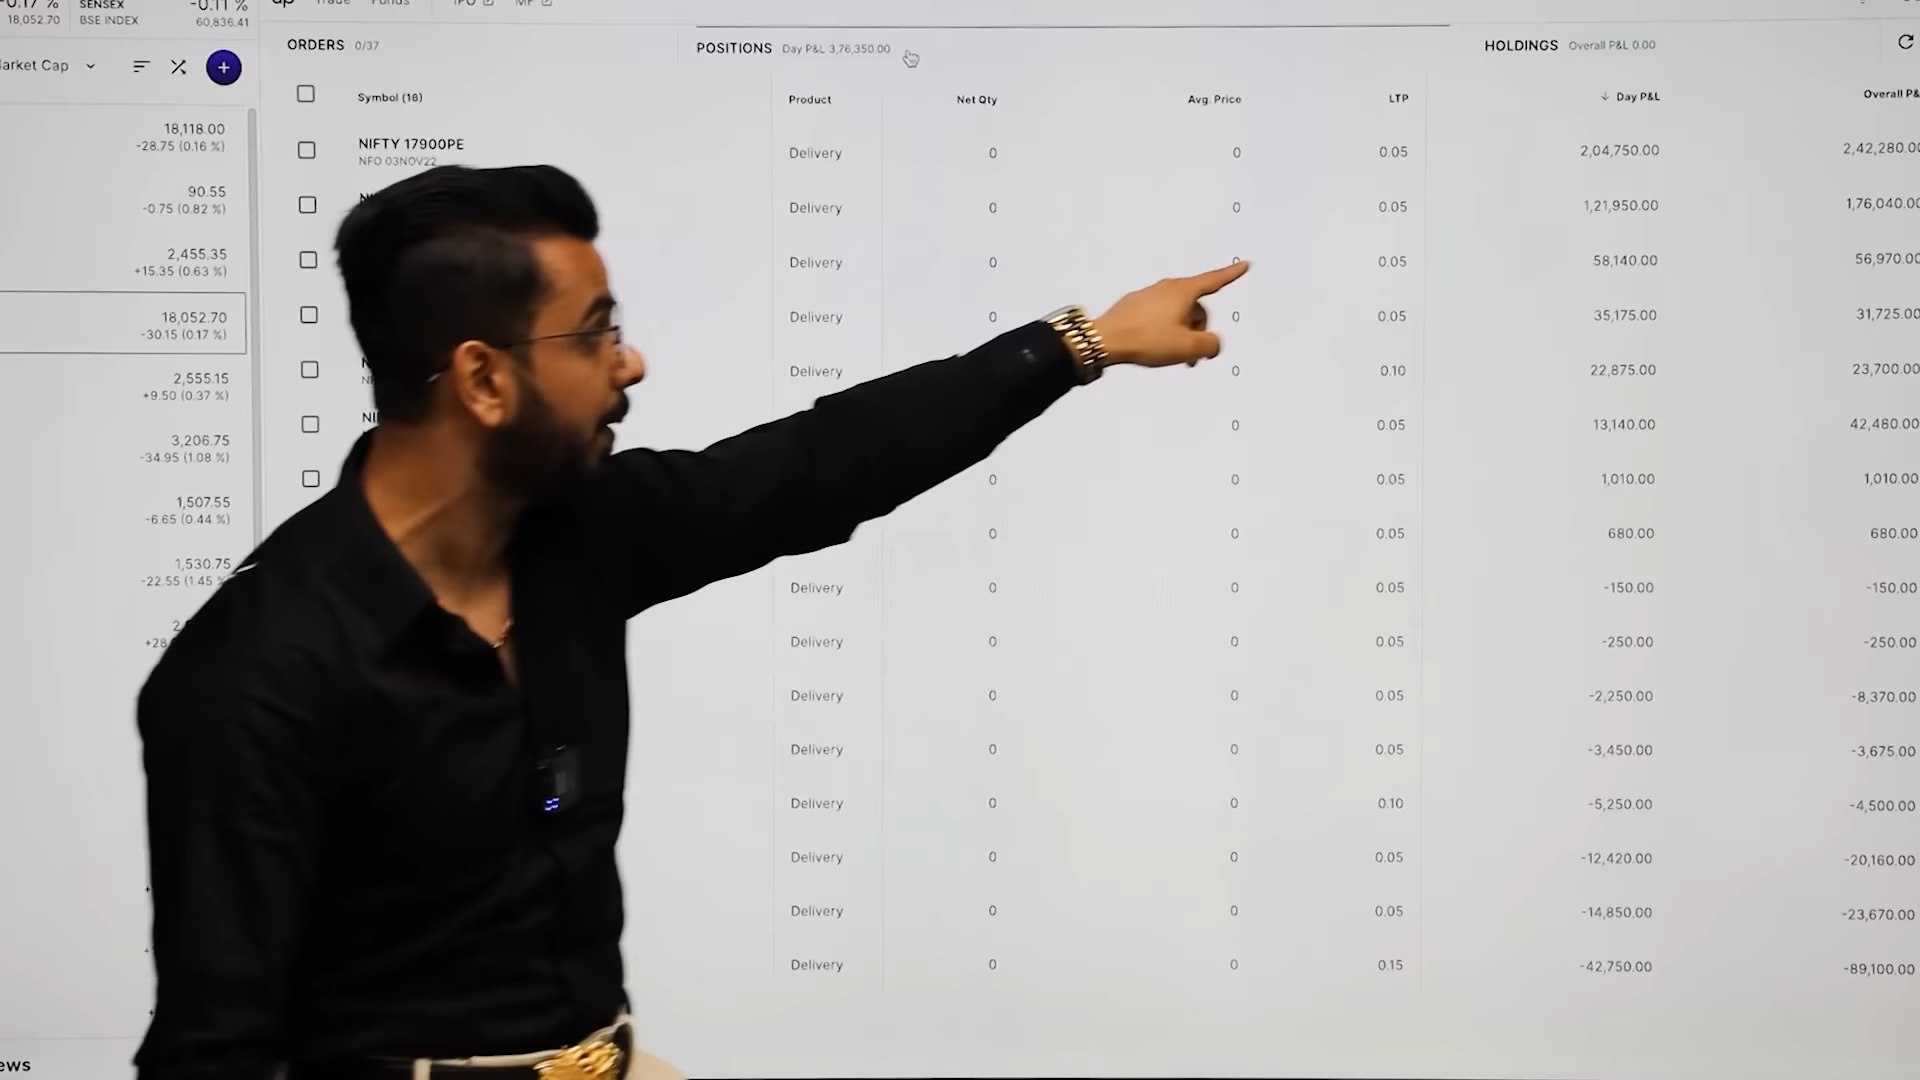 18,052.70
SENSEX -0.11 %
BSE INDEX 60,836.41
Trade Funds IPO MF
ORDERS 0/37
POSITIONS Day P&L 3,76,350.00
HOLDINGS Overall P&L 0.00
arket Cap
+
Symbol (16) Product Net Qty Avg. Price LTP ↓ Day P&L Overall P&
18,118.00
-28.75 (0.16 %)
90.55
-0.75 (0.82 %)
2,455.35
+15.35 (0.63 %)
18,052.70
-30.15 (0.17 %)
2,555.15
+9.50 (0.37 %)
3,206.75
-34.95 (1.08 %)
1,507.55
-6.65 (0.44 %)
1,530.75
-22.55 (1.45 %
+28
ews
NIFTY 17900PE
NFO 03NOV22
Delivery 0 0 0.05 2,04,750.00 2,42,280.00
Delivery 0 0 0.05 1,21,950.00 1,76,040.00
Delivery 0 0 0.05 58,140.00 56,970.00
Delivery 0 0 0.05 35,175.00 31,725.00
Delivery 0 0.10 22,875.00 23,700.00
0 0.05 13,140.00 42,480.00
0 0 0.05 1,010.00 1,010.00
0 0 0.05 680.00 680.00
Delivery 0 0 0.05 -150.00 -150.00
Delivery 0 0 0.05 -250.00 -250.00
Delivery 0 0 0.05 -2,250.00 -8,370.00
Delivery 0 0 0.05 -3,450.00 -3,675.00
Delivery 0 0 0.10 -5,250.00 -4,500.00
Delivery 0 0 0.05 -12,420.00 -20,160.00
Delivery 0 0 0.05 -14,850.00 -23,670.00
Delivery 0 0 0.15 -42,750.00 -89,100.00